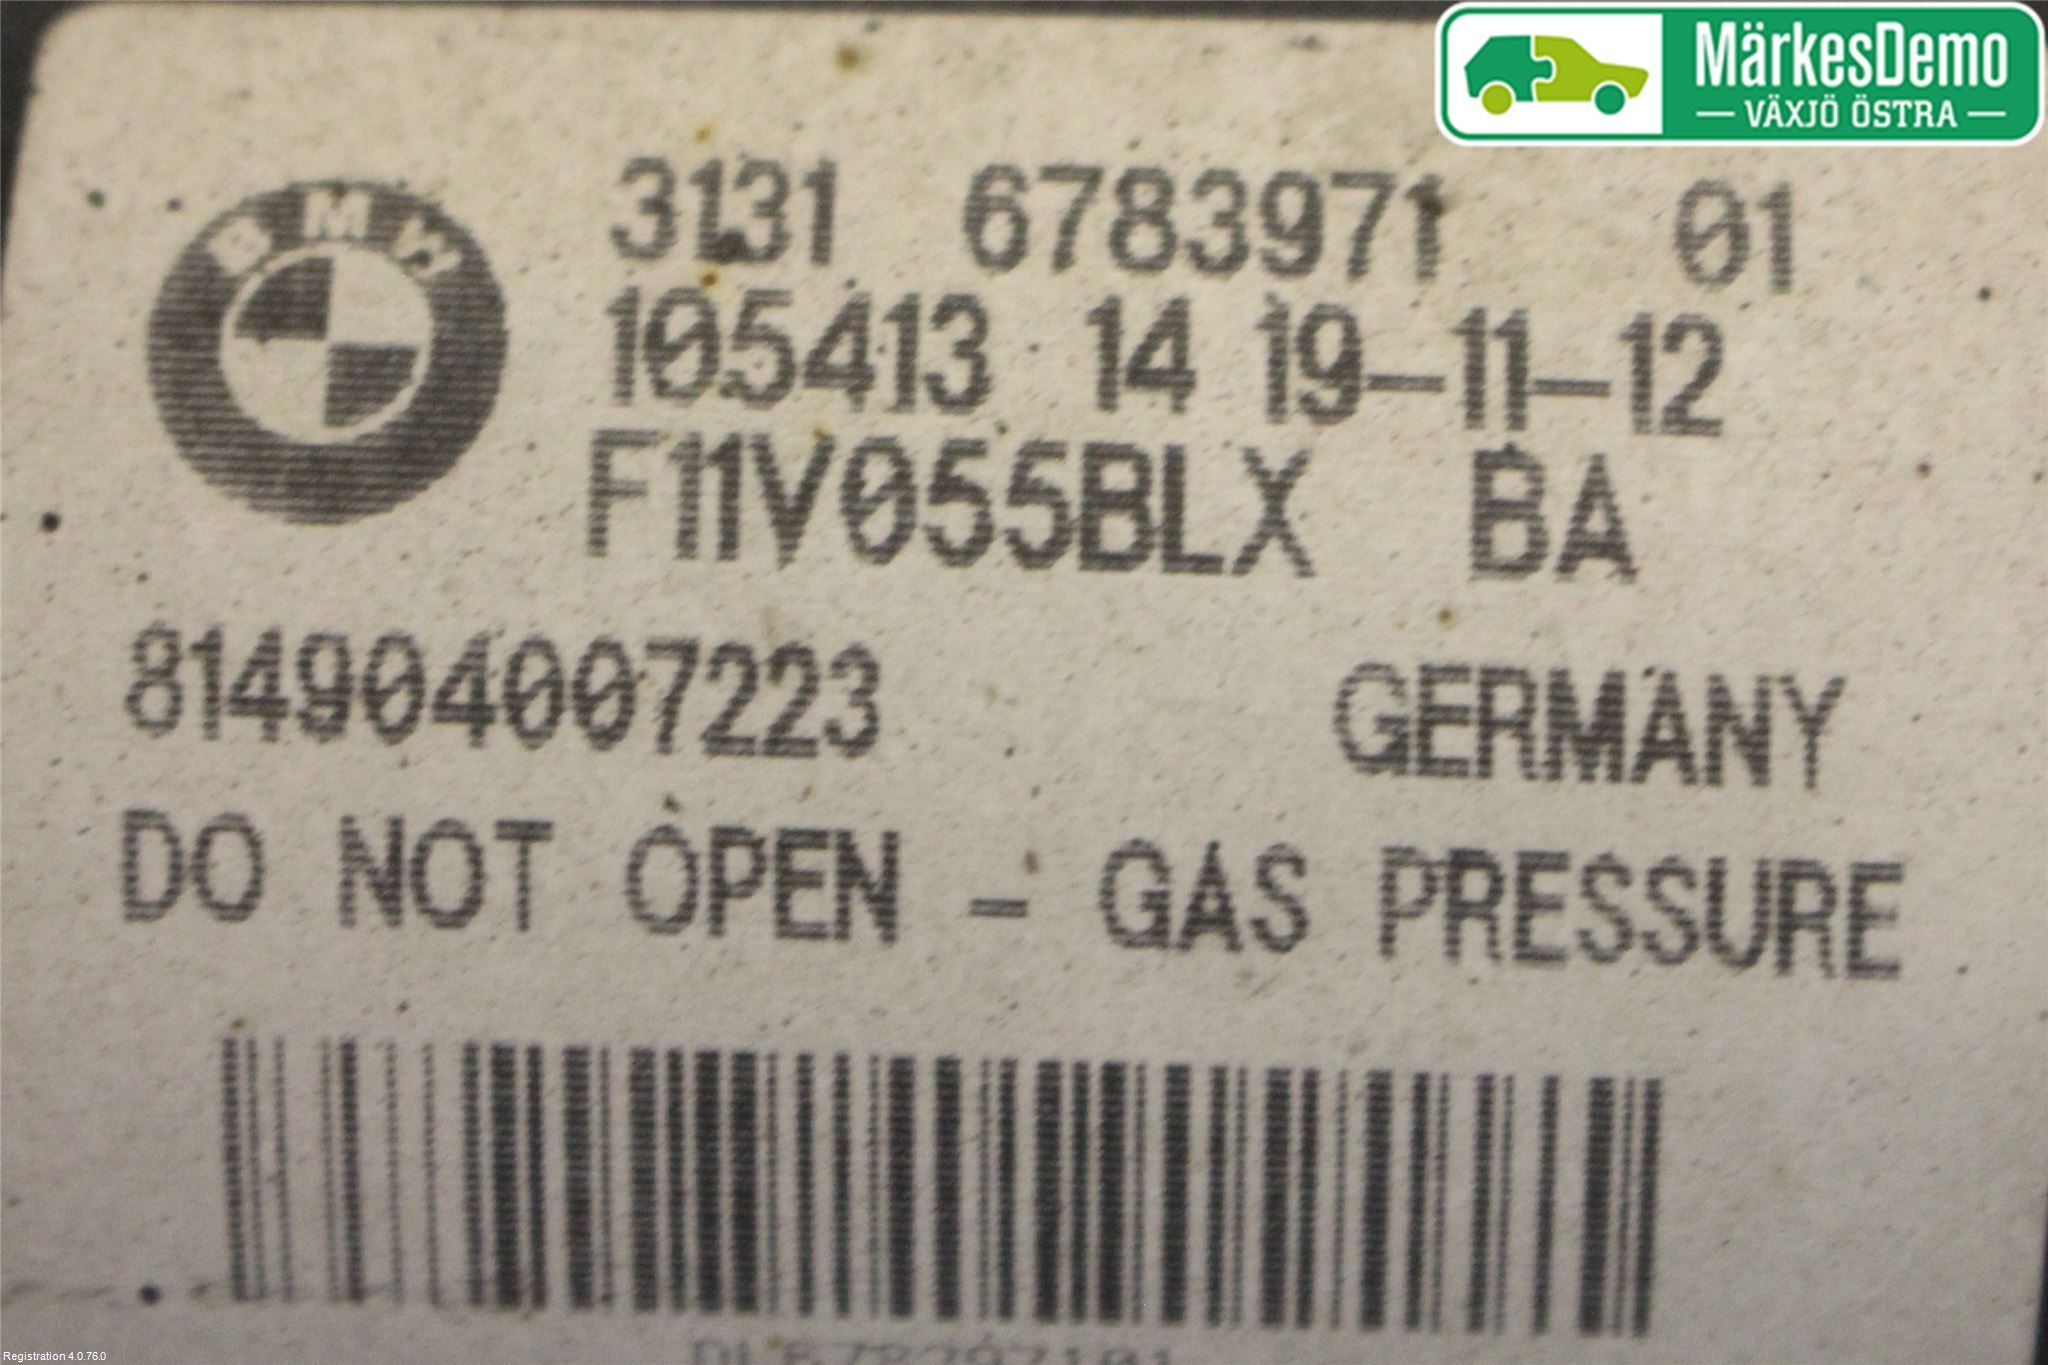 MärkesDemo
VÄXJÖ ÖSTRA
BMW
3131 6783971 01
105413 14 19-11-12
F11V055BLX BA
814904007223 GERMANY
DO NOT OPEN - GAS PRESSURE
Registration 4.0.76.0